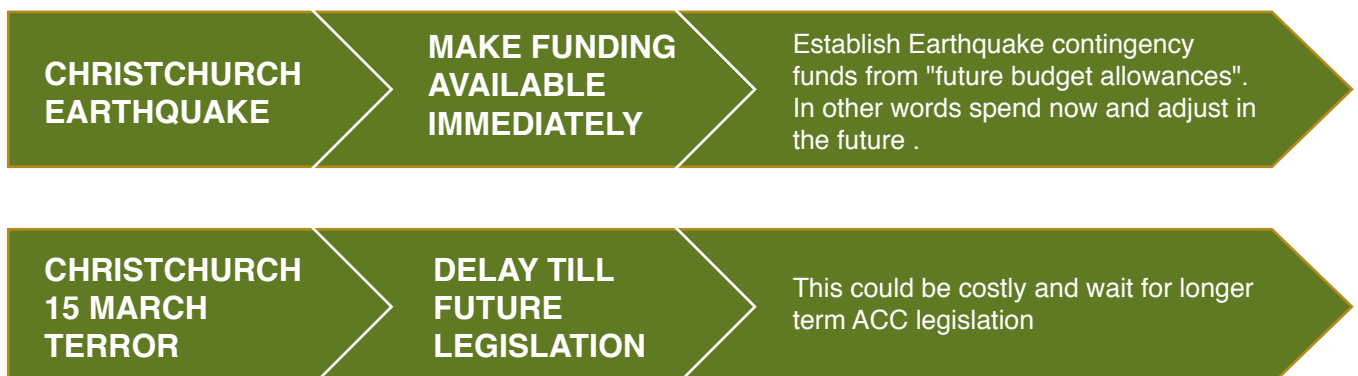 CHRISTCHURCH
EARTHQUAKE
MAKE FUNDING
AVAILABLE
IMMEDIATELY
Establish Earthquake contingency
funds from "future budget allowances".
In other words spend now and adjust in
the future .
CHRISTCHURCH
15 MARCH
TERROR
DELAY TILL
FUTURE
LEGISLATION
This could be costly and wait for longer
term ACC legislation